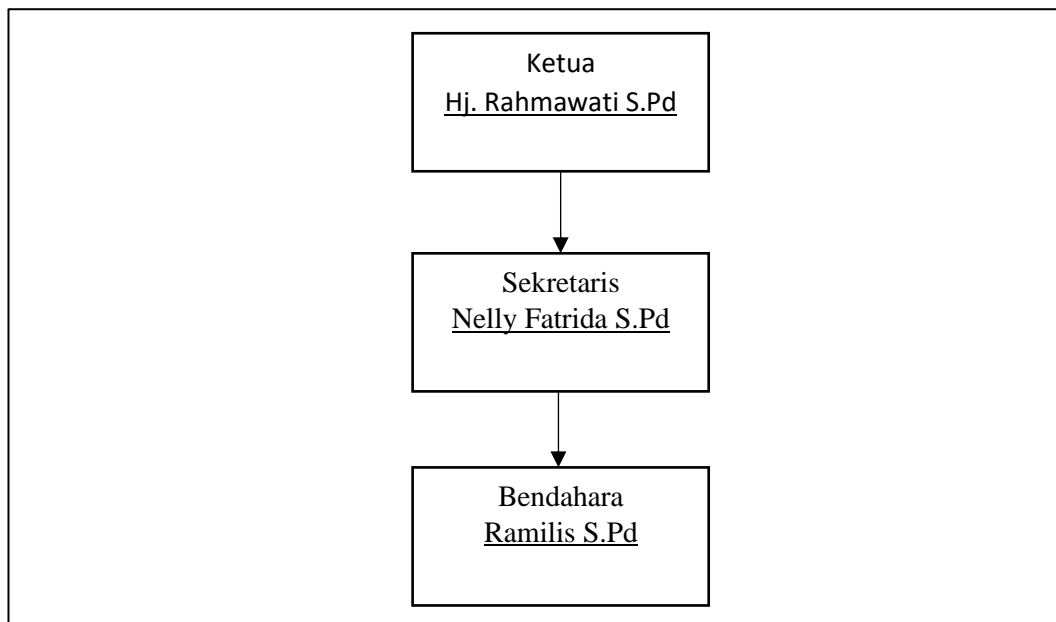 Ketua
Hj. Rahmawati S.Pd
Sekretaris
Nelly Fatrida S.Pd
Bendahara
Ramilis S.Pd